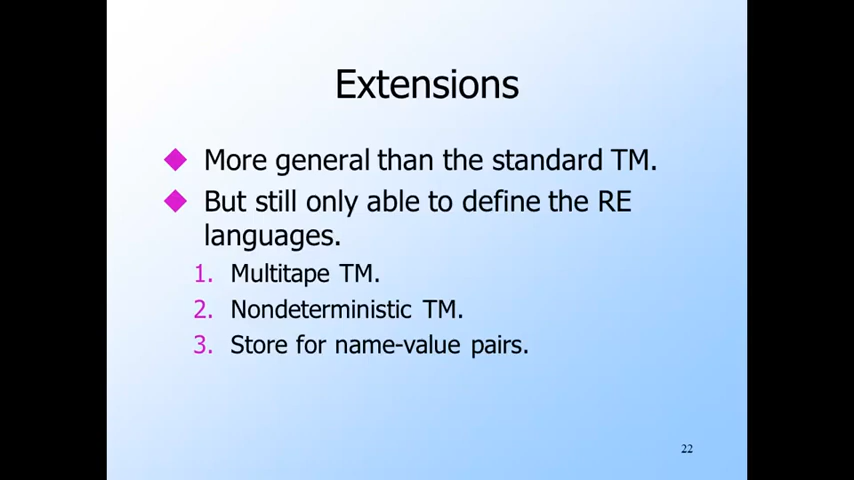 Extensions
More general than the standard TM.
But still only able to define the RE
languages.
1. Multitape TM.
2. Nondeterministic TM.
3. Store for name-value pairs.
22